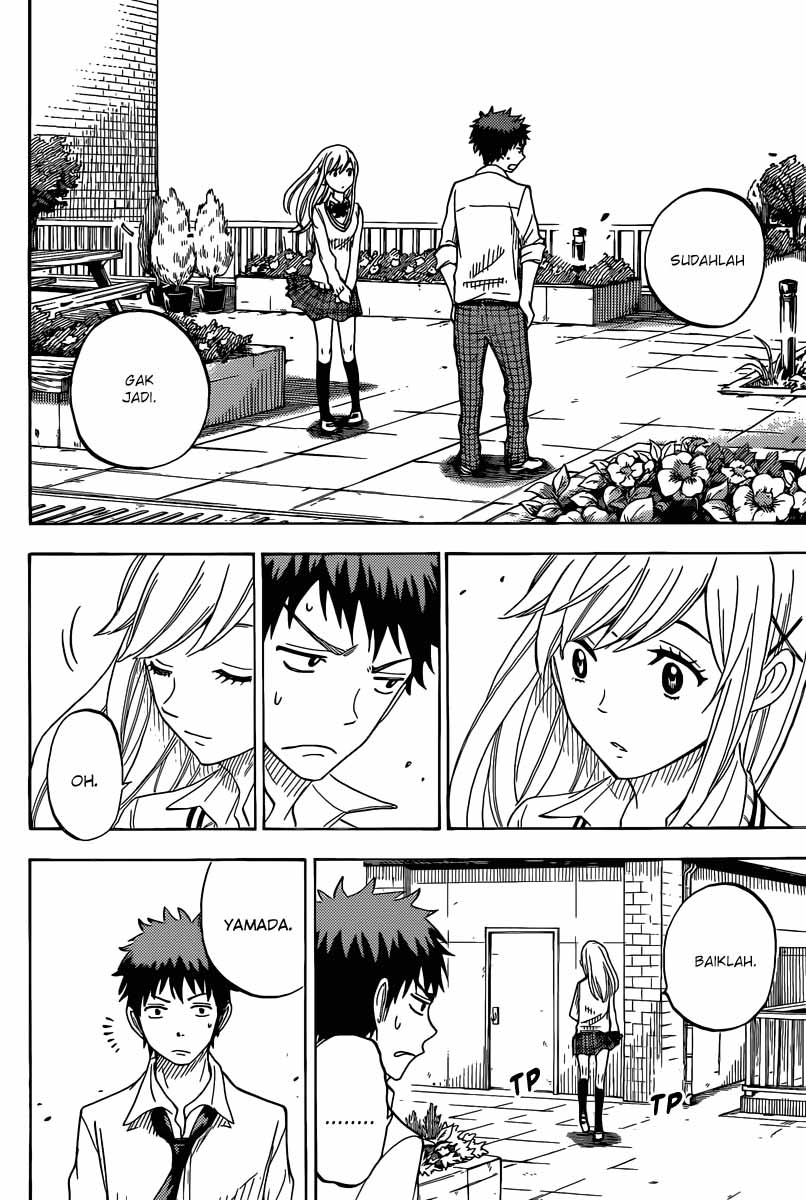 SUDAHLAH
GAK
JADI.
OH.
BAIKLAH.
TP
TP
.........
YAMADA.